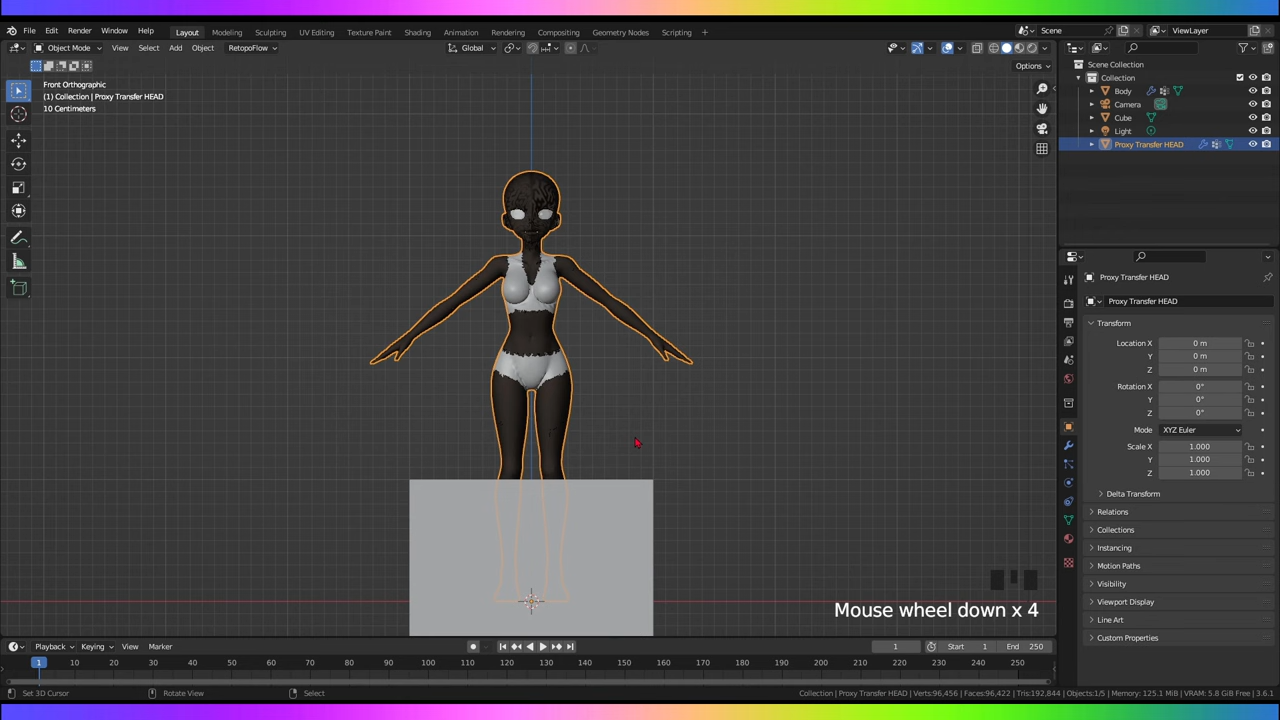 File Edit Render Window Help Layout Modeling Sculpting UV Editing Texture Paint Shading Animation Rendering Compositing Geometry Nodes Scripting + Scene ViewLayer
Object Mode View Select Add Object RetopoFlow Global
Options
Front Orthographic
(1) Collection | Proxy Transfer HEAD
10 Centimeters
Scene Collection
Collection
Body
Camera
Cube
Light
Proxy Transfer HEAD
Proxy Transfer HEAD
Proxy Transfer HEAD
Transform
Location X 0 m
Y 0 m
Z 0 m
Rotation X 0°
Y 0°
Z 0°
Mode XYZ Euler
Scale X 1.000
Y 1.000
Z 1.000
Delta Transform
Relations
Collections
Instancing
Motion Paths
Visibility
Viewport Display
Line Art
Custom Properties
Mouse wheel down x 4
Playback Keying View Marker 1 Start 1 End 250
1 10 20 30 40 50 60 70 80 90 100 110 120 130 140 150 160 170 180 190 200 210 220 230 240 250
Set 3D Cursor Rotate View Select Collection | Proxy Transfer HEAD | Verts:96,456 | Faces:96,422 | Tris:192,844 | Objects:1/5 | Memory: 125.1 MiB | VRAM: 5.8 GiB Free | 3.6.1